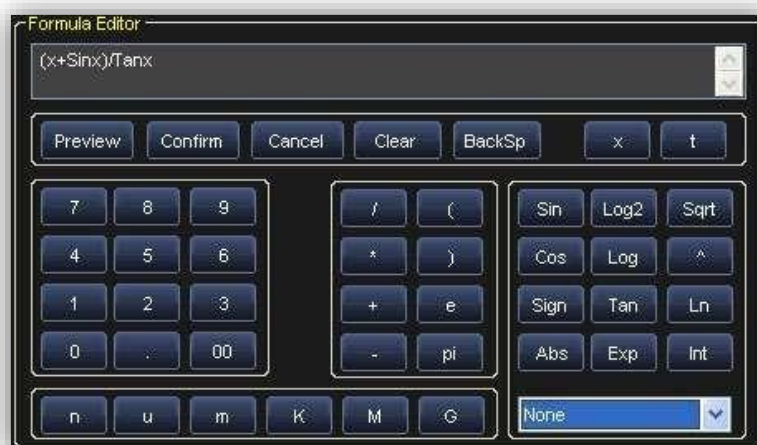 Formula Editor
(x+Sinx)/Tanx
Preview Confirm Cancel Clear BackSp x t
7 8 9 / ( Sin Log2 Sqrt
4 5 6 * ) Cos Log ^
1 2 3 + e Sign Tan Ln
0 . 00 - pi Abs Exp Int
n u m K M G None